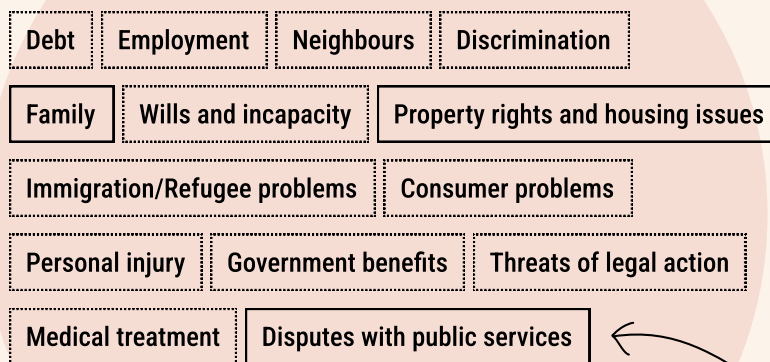 Debt Employment Neighbours Discrimination
Family Wills and incapacity Property rights and housing issues
Immigration/Refugee problems Consumer problems
Personal injury Government benefits Threats of legal action
Medical treatment Disputes with public services